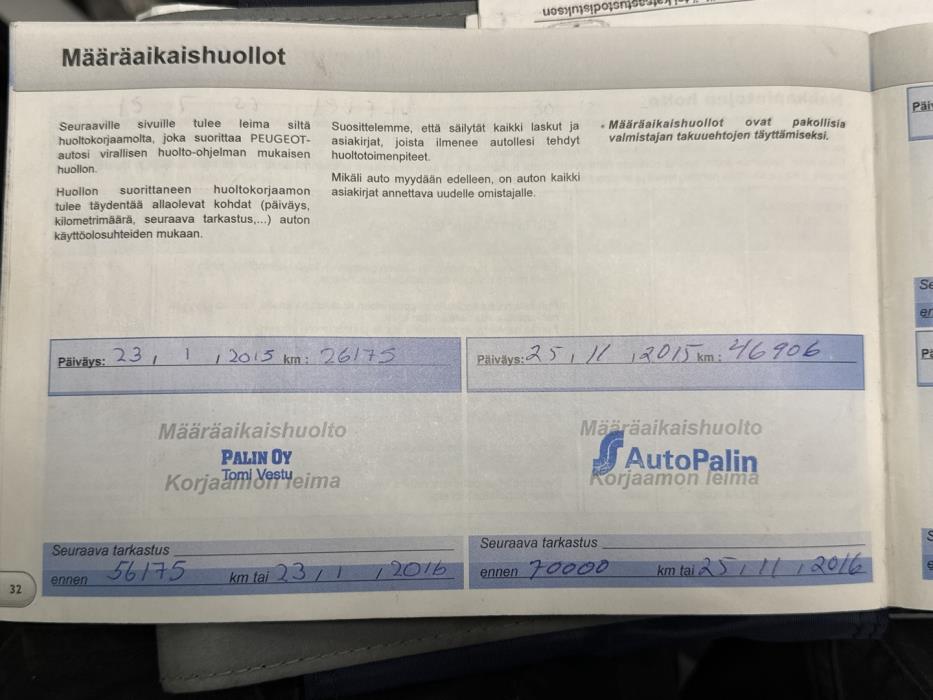 Määräaikaishuollot
Seuraaville sivuille tulee leima siltä
huoltokorjaamolta, joka suorittaa PEUGEOT-
autosi virallisen huolto-ohjelman mukaisen
huollon.
Huollon suorittaneen huoltokorjaamon
tulee täydentää allaolevat kohdat (päiväys,
kilometrimäärä, seuraava tarkastus,...) auton
käyttöolosuhteiden mukaan.
Suosittelemme, että säilytät kaikki laskut ja
asiakirjat, joista ilmenee autollesi tehdyt
huoltotoimenpiteet.
Mikäli auto myydään edelleen, on auton kaikki
asiakirjat annettava uudelle omistajalle.
• Määräaikaishuollot ovat pakollisia
valmistajan takuuehtojen täyttämiseksi.
Päiväys: 23 , 1 , 2015 km : 26175
Määräaikaishuolto
PALIN OY
Tomi Vestu
Korjaamon leima
Seuraava tarkastus
ennen 56175 km tai 23 , 1 , 2016
Päiväys: 25 , 11 , 2015 km : 46906
Määräaikaishuolto
AutoPalin
Korjaamon leima
Seuraava tarkastus
ennen 70000 km tai 25 , 11 , 2016
32